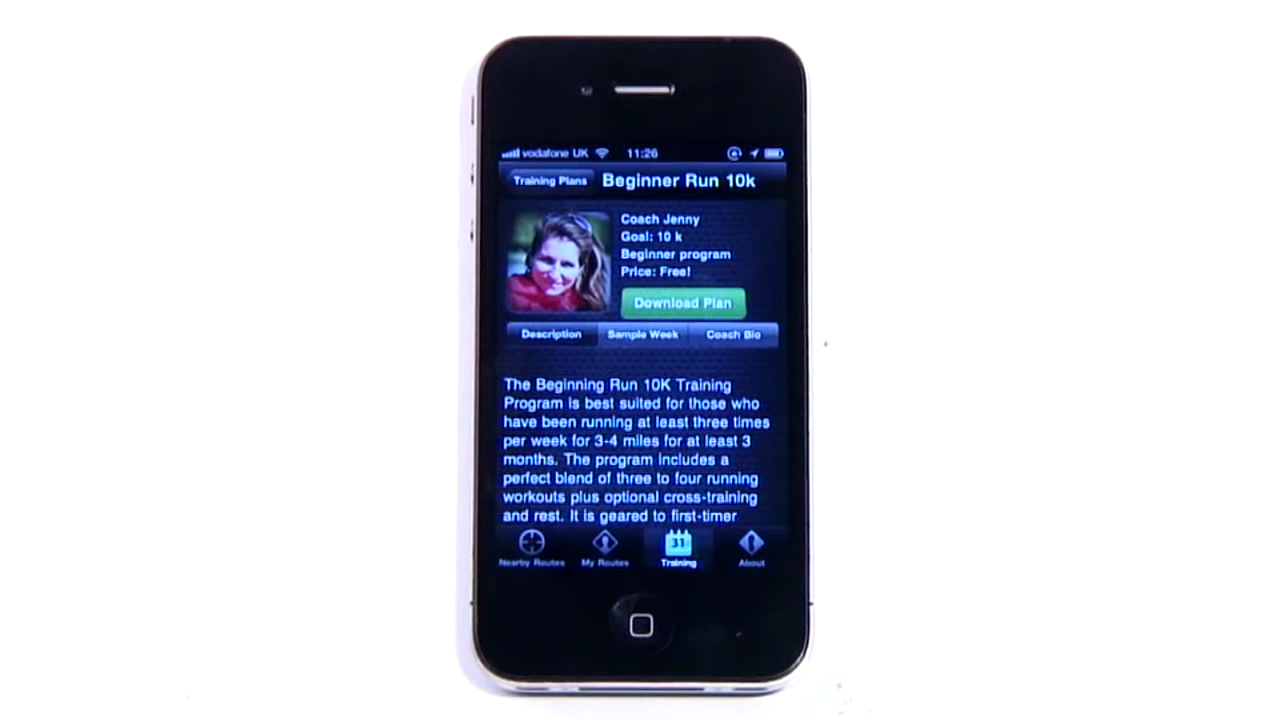 vodafone UK 11:26
Training Plans Beginner Run 10k
Coach Jenny
Goal: 10 k
Beginner program
Price: Free!
Download Plan
Description Sample Week Coach Bio
The Beginning Run 10K Training
Program is best suited for those who
have been running at least three times
per week for 3-4 miles for at least 3
months. The program includes a
perfect blend of three to four running
workouts plus optional cross-training
and rest. It is geared to first-timer
31
Nearby Routes My Routes Training About